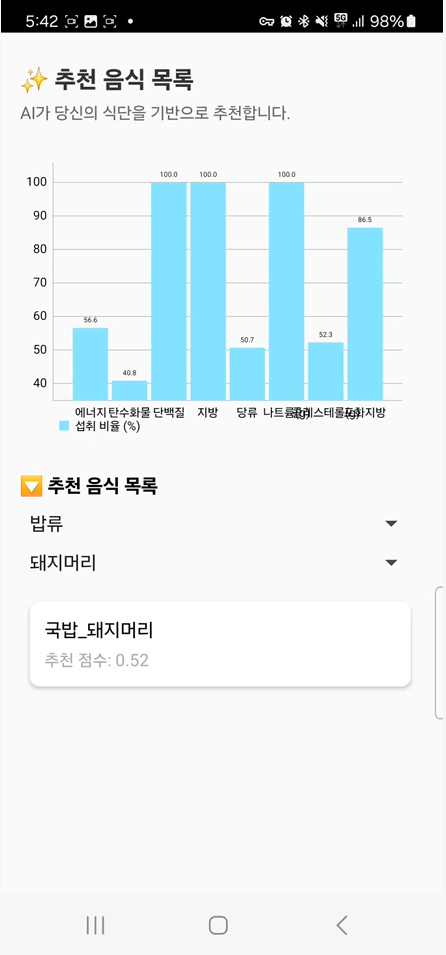 5:42 5G 98%
✨ 추천 음식 목록
AI가 당신의 식단을 기반으로 추천합니다.
100 90 80 70 60 50 40
56.6 40.8 100.0 100.0 50.7 100.0 52.3 86.5
에너지 탄수화물 단백질 지방 당류 나트륨(g) 콜레스테롤(g) 포화지방
섭취 비율 (%)
🔽 추천 음식 목록
밥류
돼지머리
국밥_돼지머리
추천 점수: 0.52